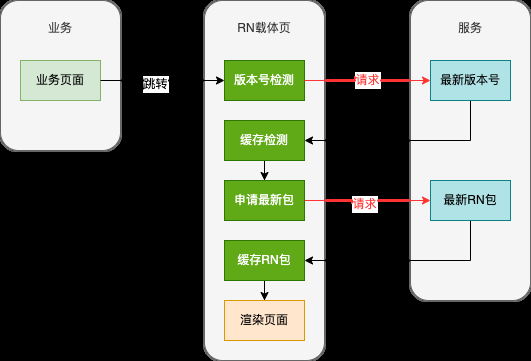 业务
RN载体页
服务
业务页面
跳转
版本号检测
请求
最新版本号
缓存检测
申请最新包
请求
最新RN包
缓存RN包
渲染页面